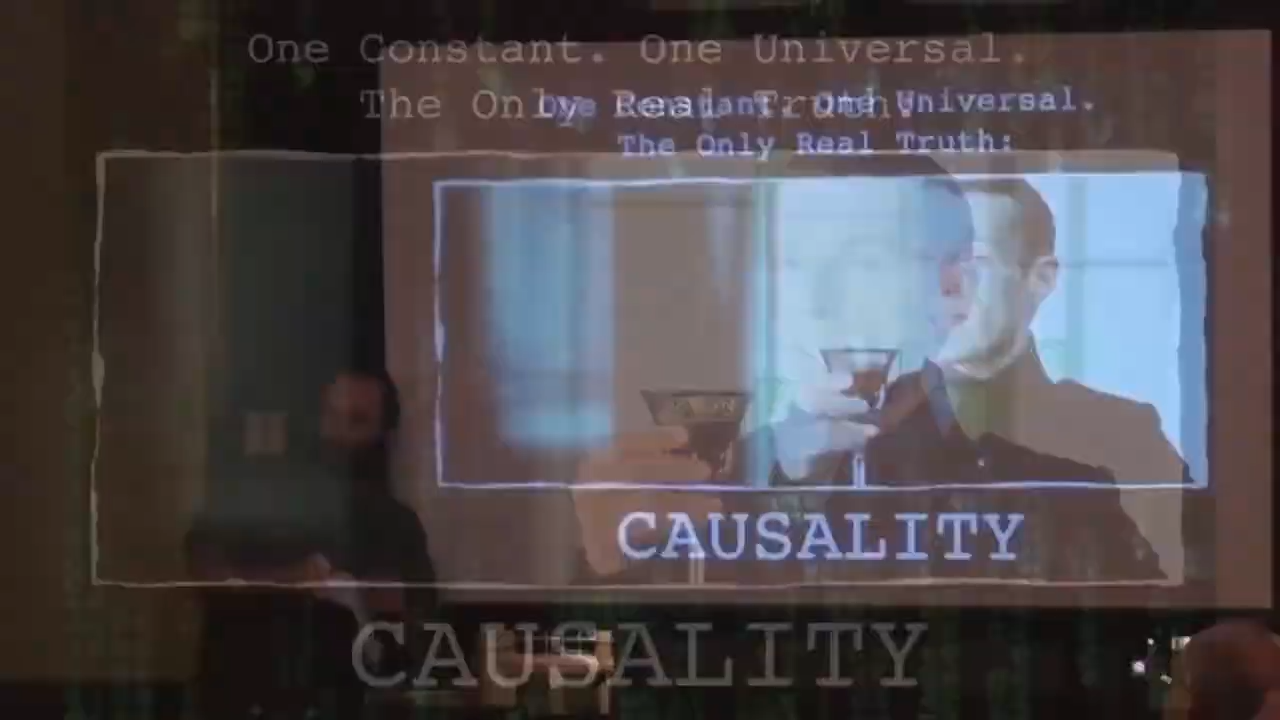 One Constant. One Universal.
The Only Real Truth:
One Constant. One Universal.
The Only Real Truth:
CAUSALITY
CAUSALITY